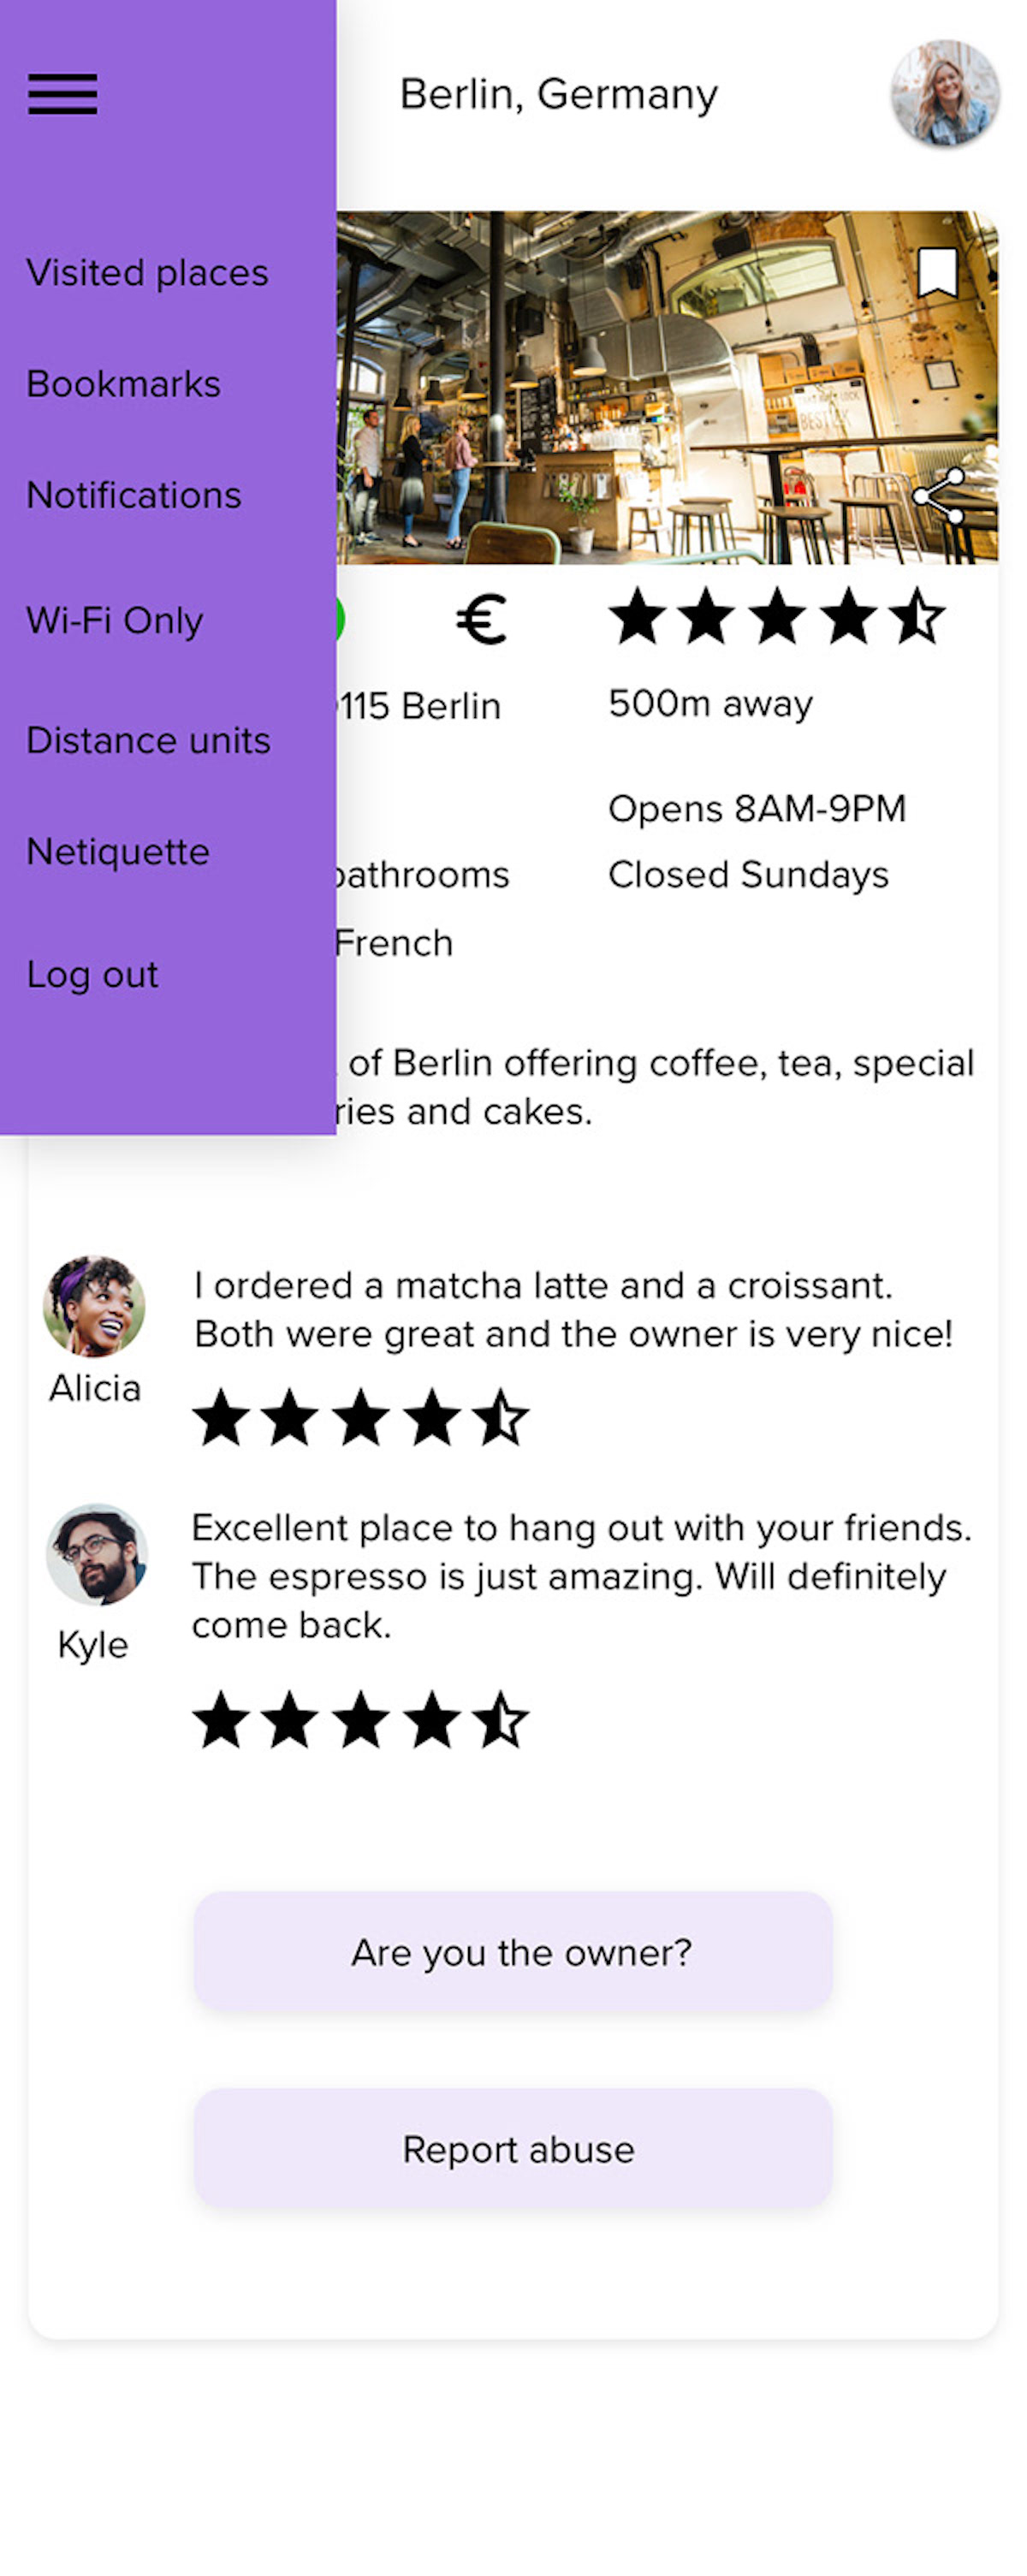 Berlin, Germany
Visited places
Bookmarks
Notifications
Wi-Fi Only
Distance units
Netiquette
Log out
€
115 Berlin
500m away
Opens 8AM-9PM
bathrooms
Closed Sundays
French
of Berlin offering coffee, tea, special
ries and cakes.
I ordered a matcha latte and a croissant.
Both were great and the owner is very nice!
Alicia
Excellent place to hang out with your friends.
The espresso is just amazing. Will definitely
come back.
Kyle
Are you the owner?
Report abuse